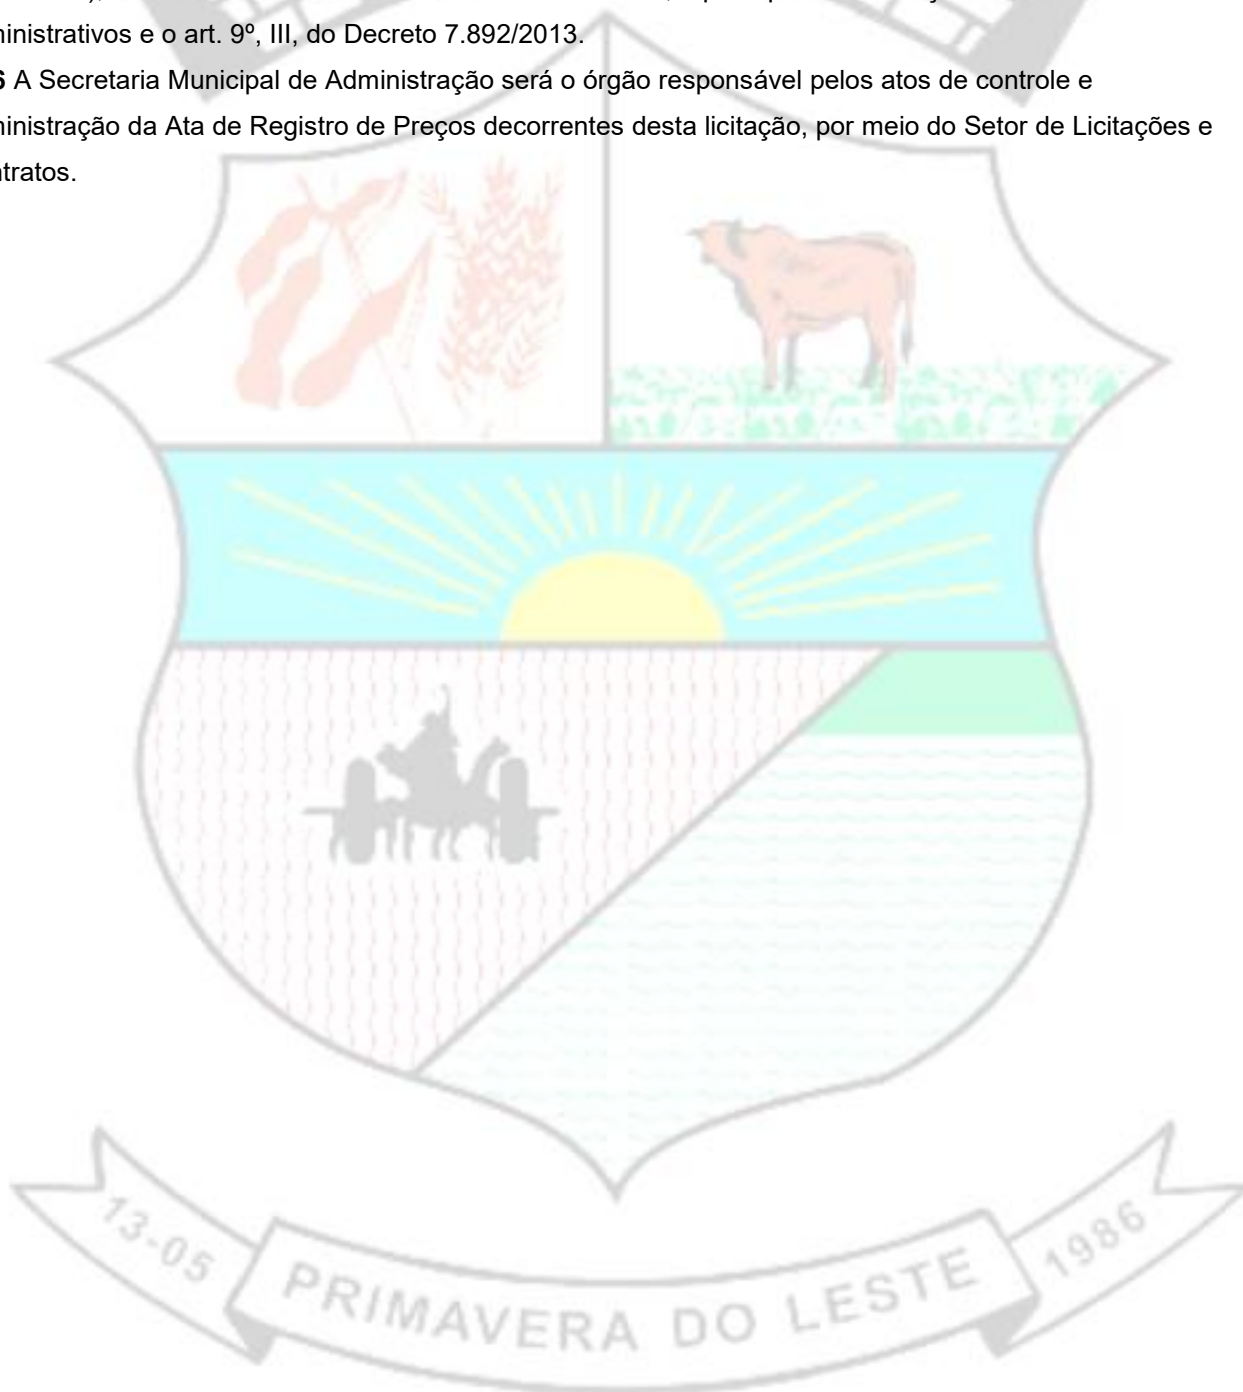 ministrativos e o art. 9º, III, do Decreto 7.892/2013.
6 A Secretaria Municipal de Administração será o órgão responsável pelos atos de controle e
ministração da Ata de Registro de Preços decorrentes desta licitação, por meio do Setor de Licitações e
ntratos.
13-05
PRIMAVERA DO LESTE
1986